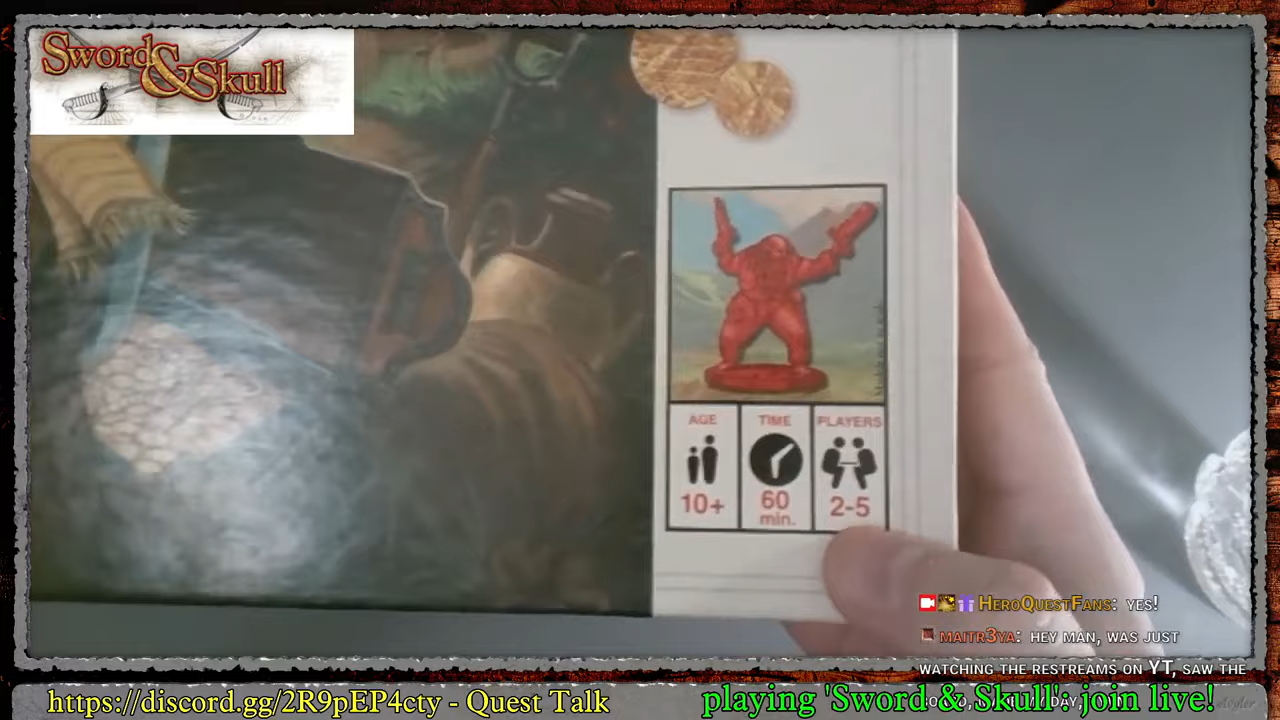 Sword & Skull
AGE
TIME
PLAYERS
10+
60
min.
2-5
HeroQuestFans: YES!
maitr3ya: HEY MAN, WAS JUST
WATCHING THE RESTREAMS ON YT, SAW THE
https://discord.gg/2R9pEP4cty - Quest Talk
playing 'Sword & Skull': join live!